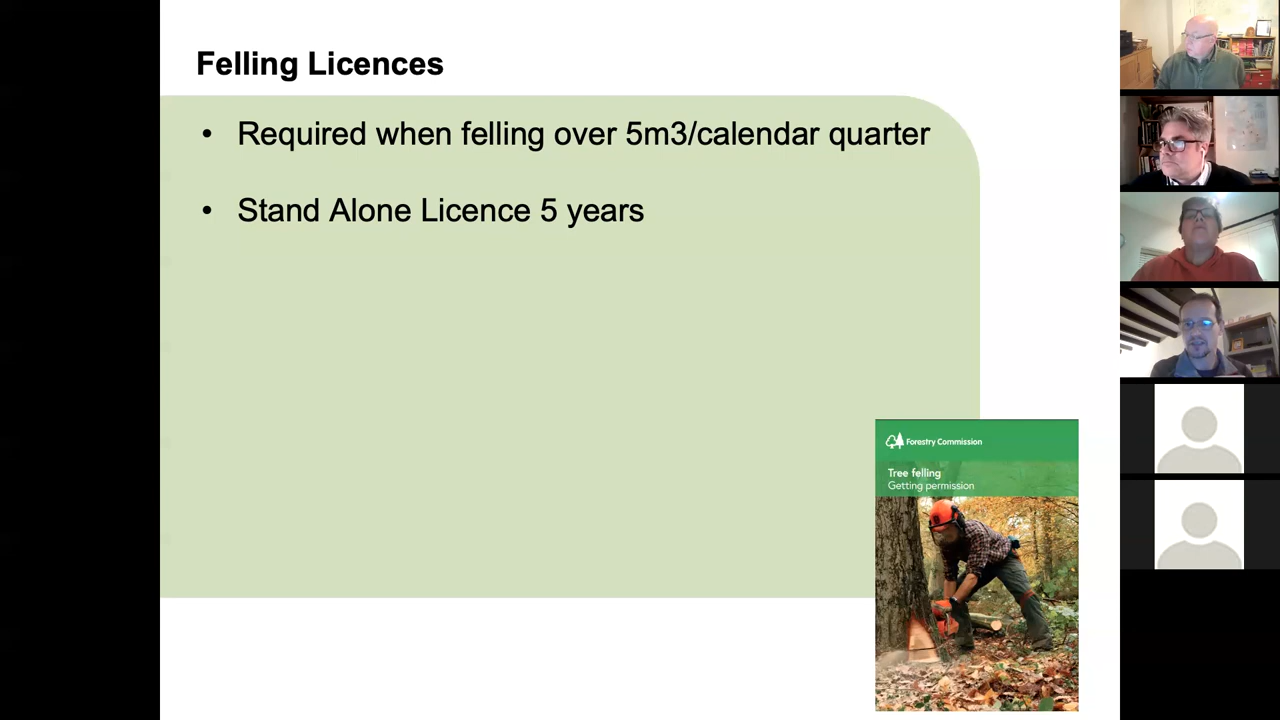 Felling Licences
• Required when felling over 5m3/calendar quarter
• Stand Alone Licence 5 years
Forestry Commission
Tree felling
Getting permission